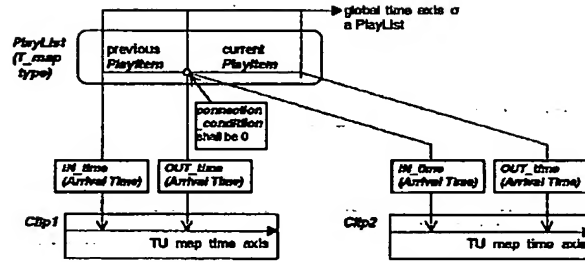 global time axis σ
a PlayList
PlayList
(T_map
type)
previous
PlayItem
current
PlayItem
connection
_condition
shall be 0
IN_time
(Arrival Time)
OUT_time
(Arrival Time)
IN_time
(Arrival Time)
OUT_time
(Arrival Time)
Clip1
TU map time axis
Clip2
TU map time axis